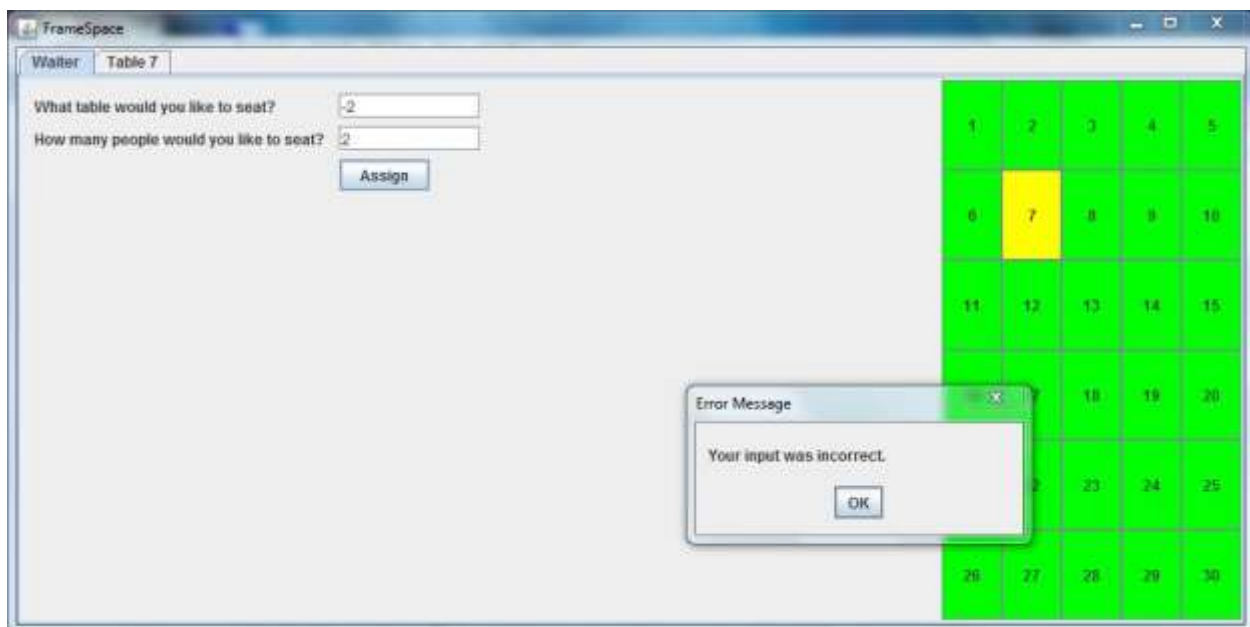 FrameSpace
Waiter Table 7
What table would you like to seat? -2
How many people would you like to seat? 2
Assign
1 2 3 4 5
6 7 8 9 10
11 12 13 14 15
18 19 20
Error Message
Your input was incorrect.
OK
23 24 25
26 27 28 29 30